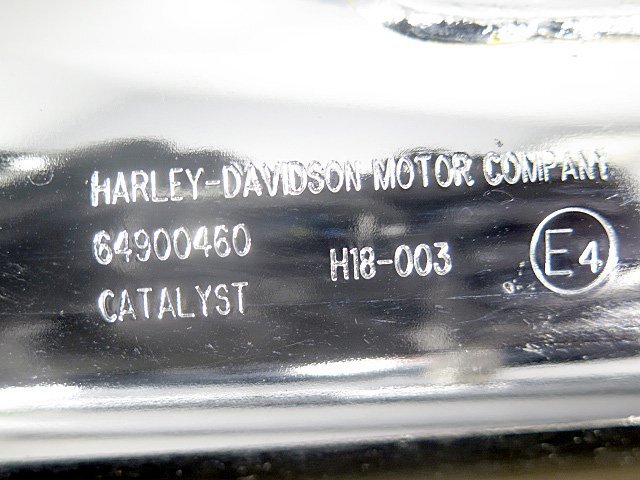 HARLEY-DAVIDSON MOTOR COMPANY
64900460 H18-003 E4
CATALYST